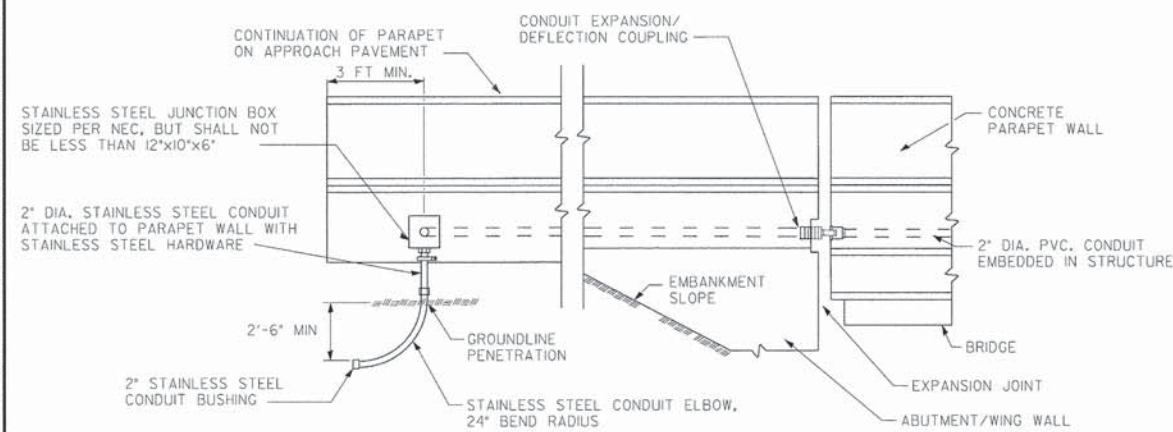 CONTINUATION OF PARAPET
ON APPROACH PAVEMENT
3 FT MIN.
CONDUIT EXPANSION/
DEFLECTION COUPLING
STAINLESS STEEL JUNCTION BOX
SIZED PER NEC, BUT SHALL NOT
BE LESS THAN 12"x10"x6"
CONCRETE
PARAPET WALL
2" DIA. STAINLESS STEEL CONDUIT
ATTACHED TO PARAPET WALL WITH
STAINLESS STEEL HARDWARE
2" DIA. PVC. CONDUIT
EMBEDDED IN STRUCTURE
EMBANKMENT
SLOPE
2'-6" MIN
GROUNDLINE
PENETRATION
BRIDGE
2" STAINLESS STEEL
CONDUIT BUSHING
EXPANSION JOINT
STAINLESS STEEL CONDUIT ELBOW,
24" BEND RADIUS
ABUTMENT/WING WALL